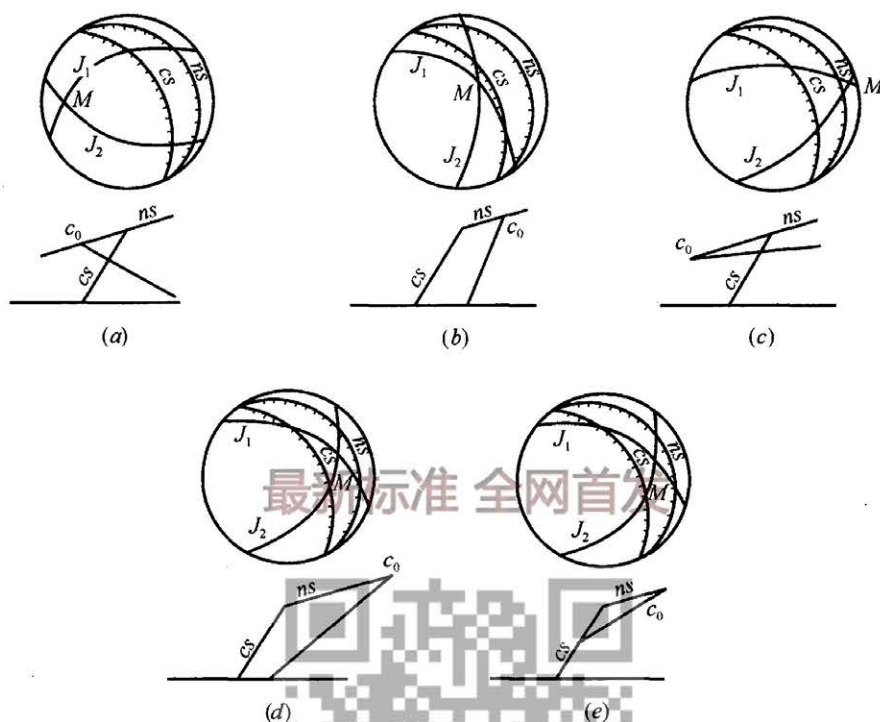 J₁ cs ns M J₂
J₁ cs ns M J₂
J₁ cs ns M J₂
ns c₀ cs
ns c₀ cs
ns c₀ cs
(a) (b) (c)
J₁ cs ns M J₂
J₁ cs ns M J₂
最新标准 全网首发
ns c₀ cs
ns c₀ cs
(d) (e)